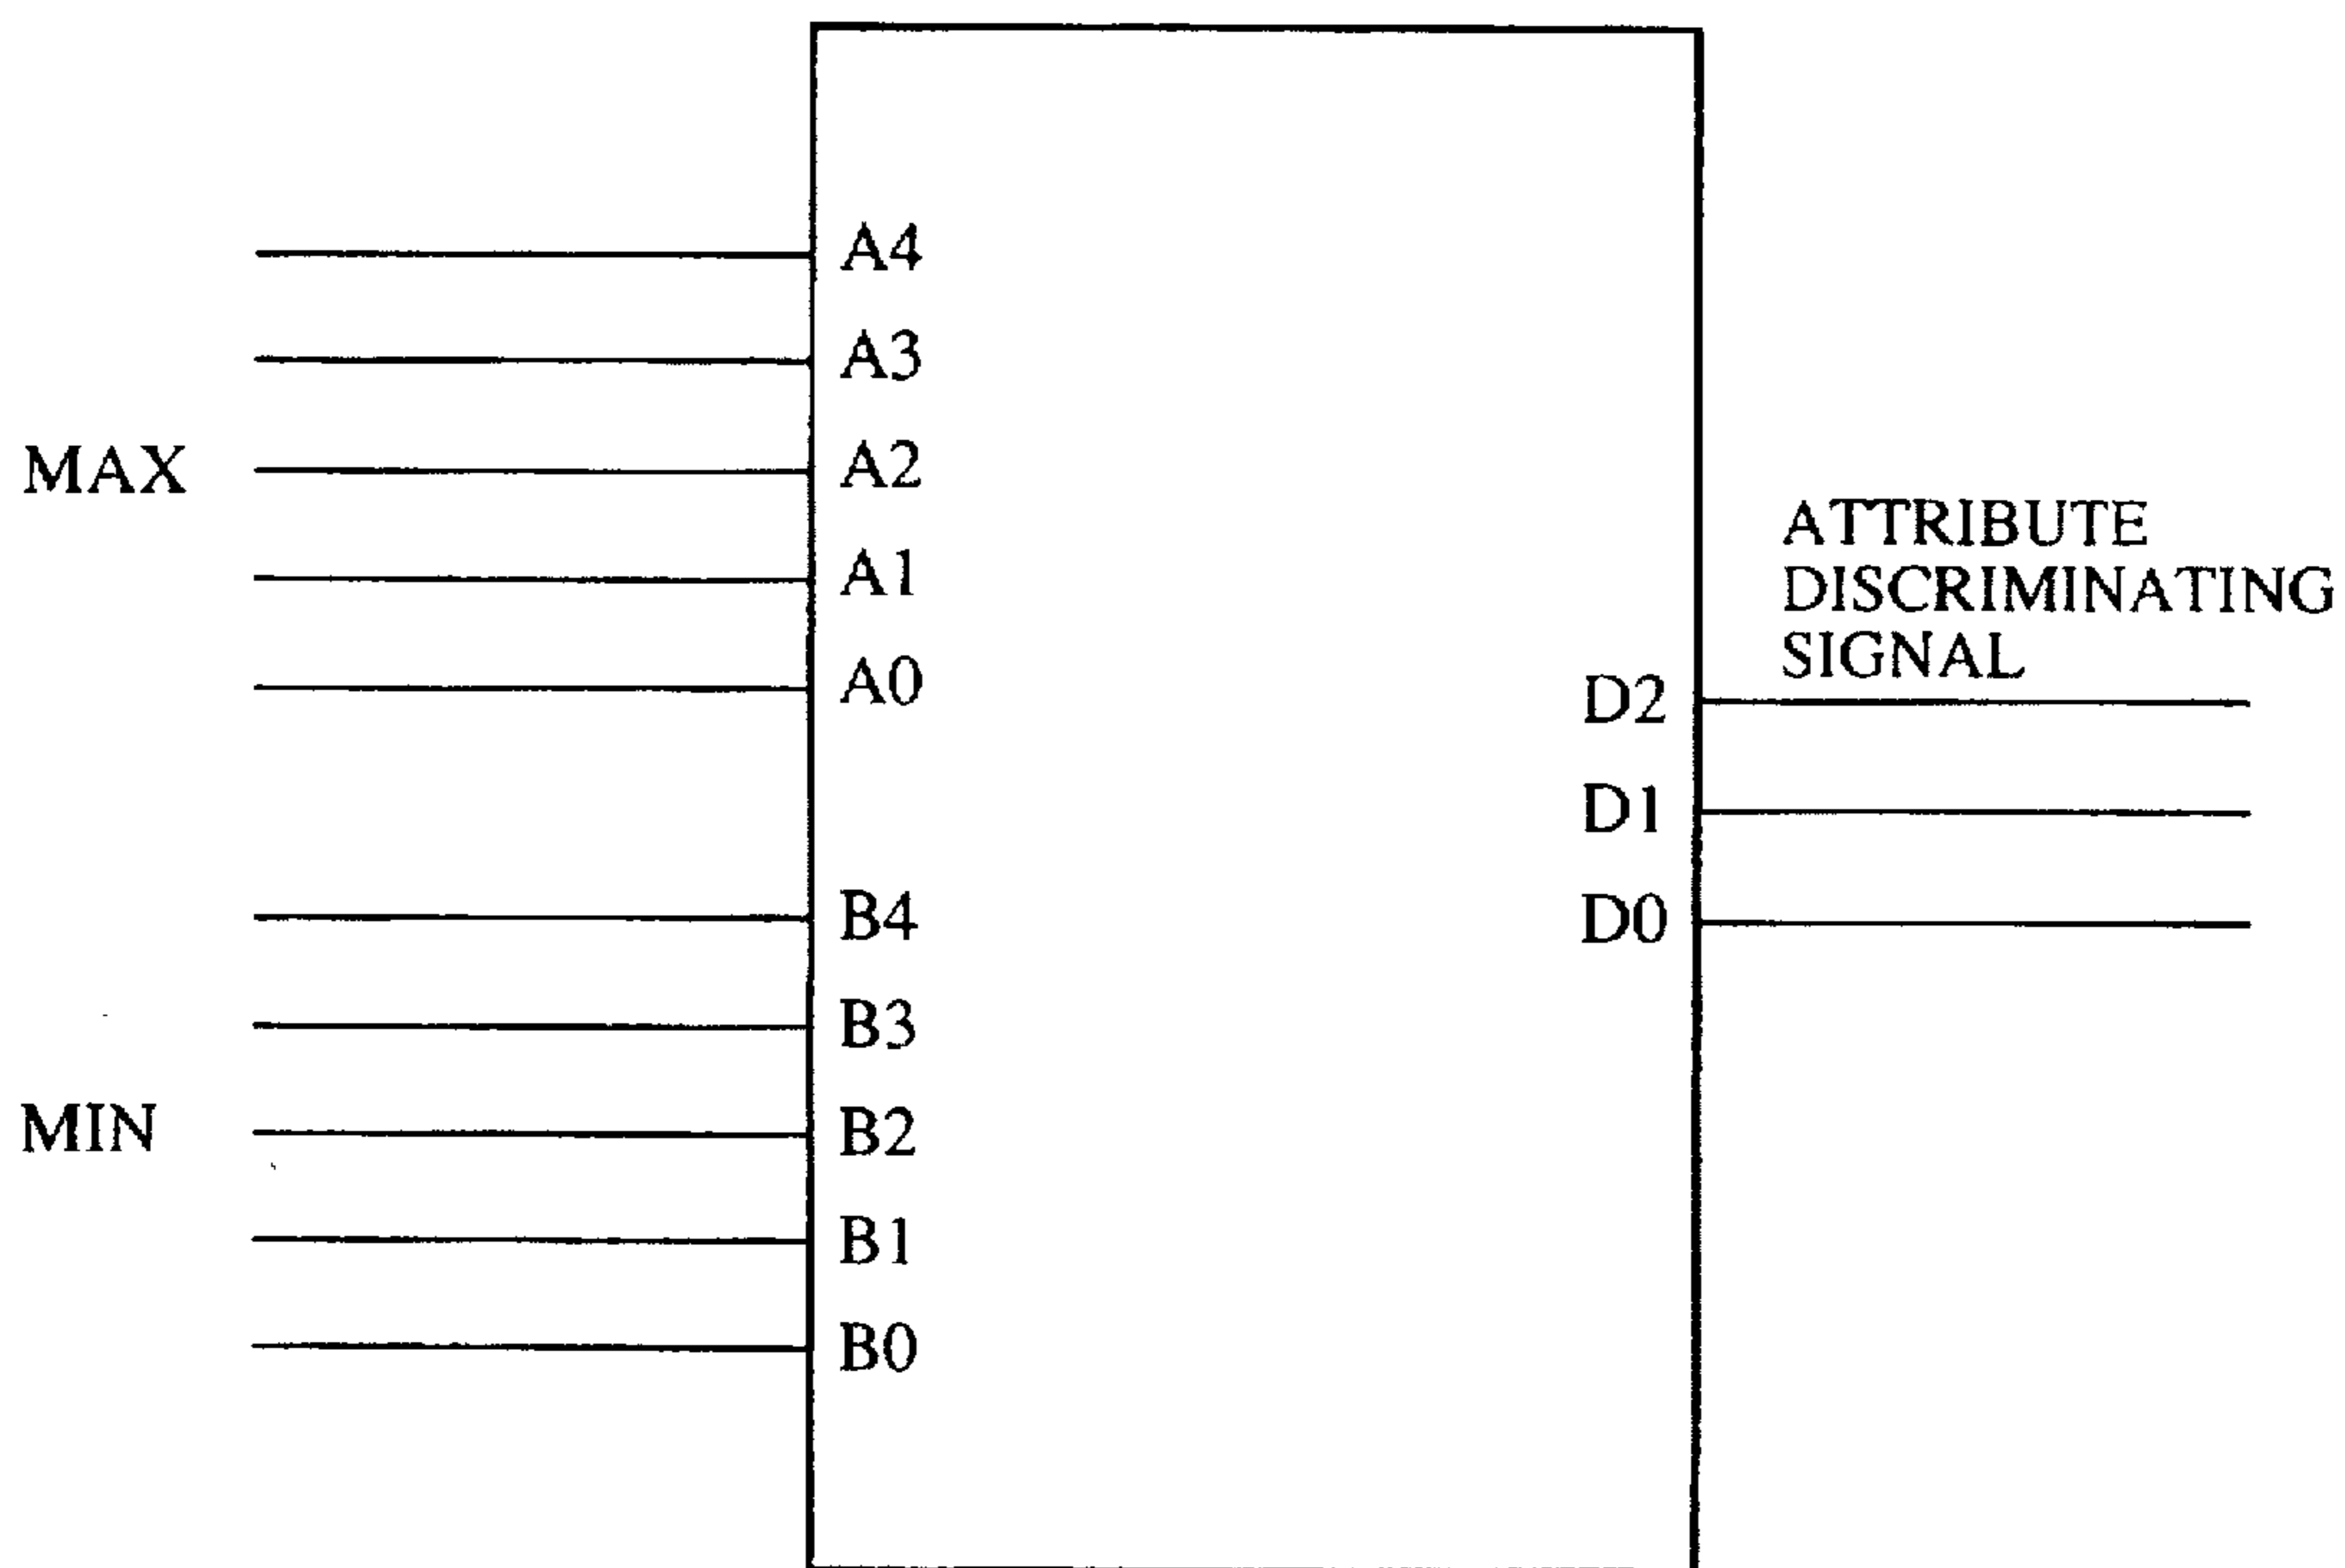 A4
A3
MAX
A2
A1
A0
ATTRIBUTE
DISCRIMINATING
SIGNAL
D2
D1
D0
B4
B3
MIN
B2
B1
B0